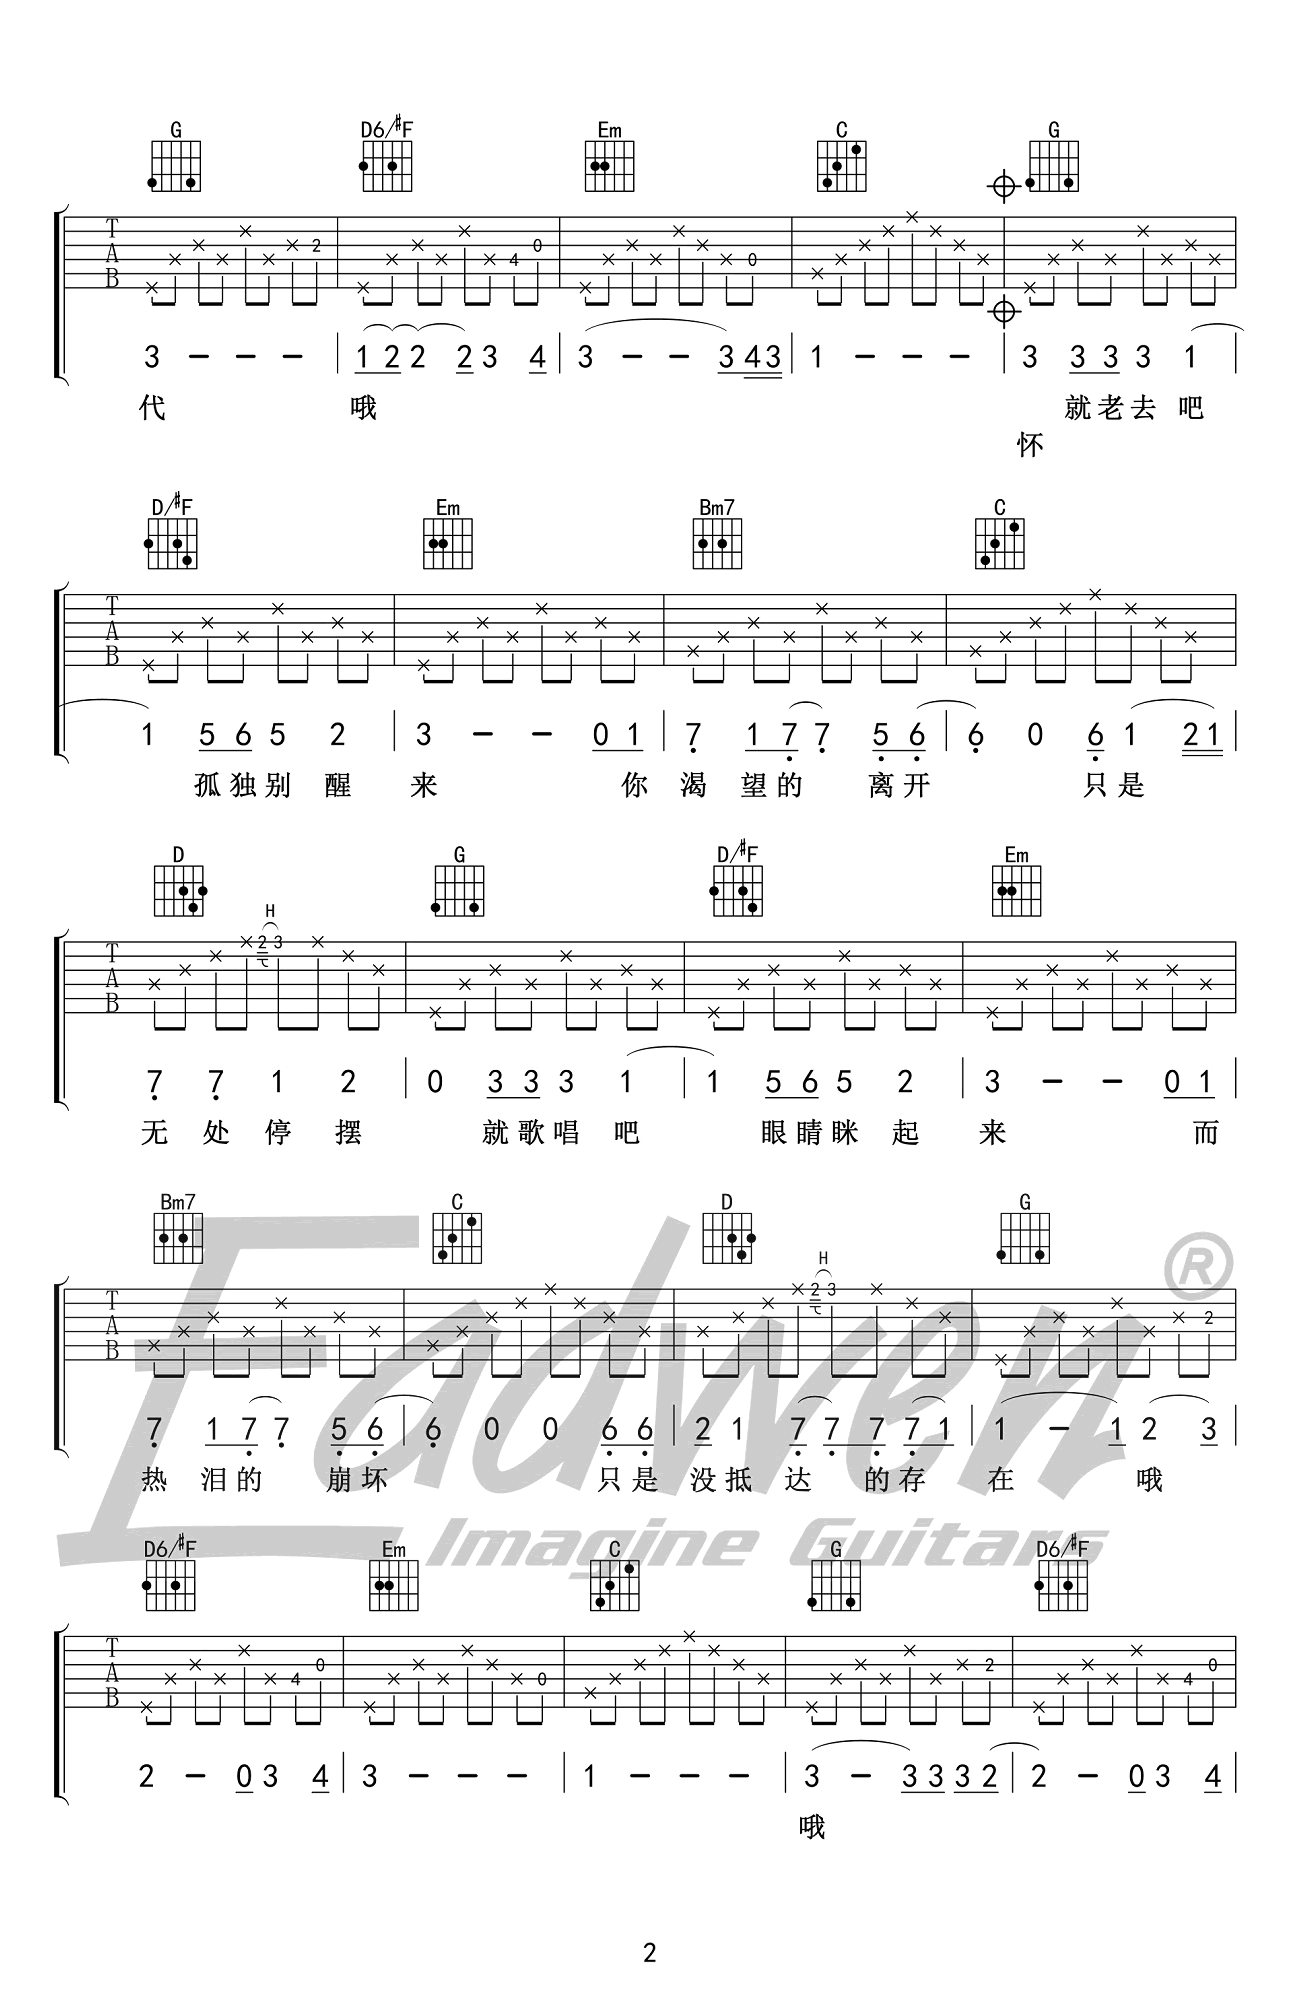 G D6/#F Em C G
T A B 2 4 0 0
3 - - - 1 2 2 2 3 4 3 - - 3 4 3 1 - - - 3 3 3 3 1
代 哦 就 老 去 吧
怀
D/#F Em Bm7 C
T A B
1 5 6 5 2 3 - - 0 1 7 1 7 7 5 6 6 0 6 1 2 1
孤 独 别 醒 来 你 渴 望 的 离 开 只 是
D G D/#F Em
H
T A B 2 3
7 7 1 2 0 3 3 3 1 1 5 6 5 2 3 - - 0 1
无 处 停 摆 就 歌 唱 吧 眼 睛 眯 起 来 而
Bm7 C D G
H
T A B 2 3 2
7 1 7 7 5 6 6 0 0 6 6 2 1 7 7 7 7 1 1 - 1 2 3
热 泪 的 崩 坏 只 是 没 抵 达 的 存 在 哦
Eadwen®
Imagine Guitars
D6/#F Em C G D6/#F
T A B 4 0 0 2 4 0
2 - 0 3 4 3 - - - 1 - - - 3 - 3 3 3 2 2 - 0 3 4
哦
2